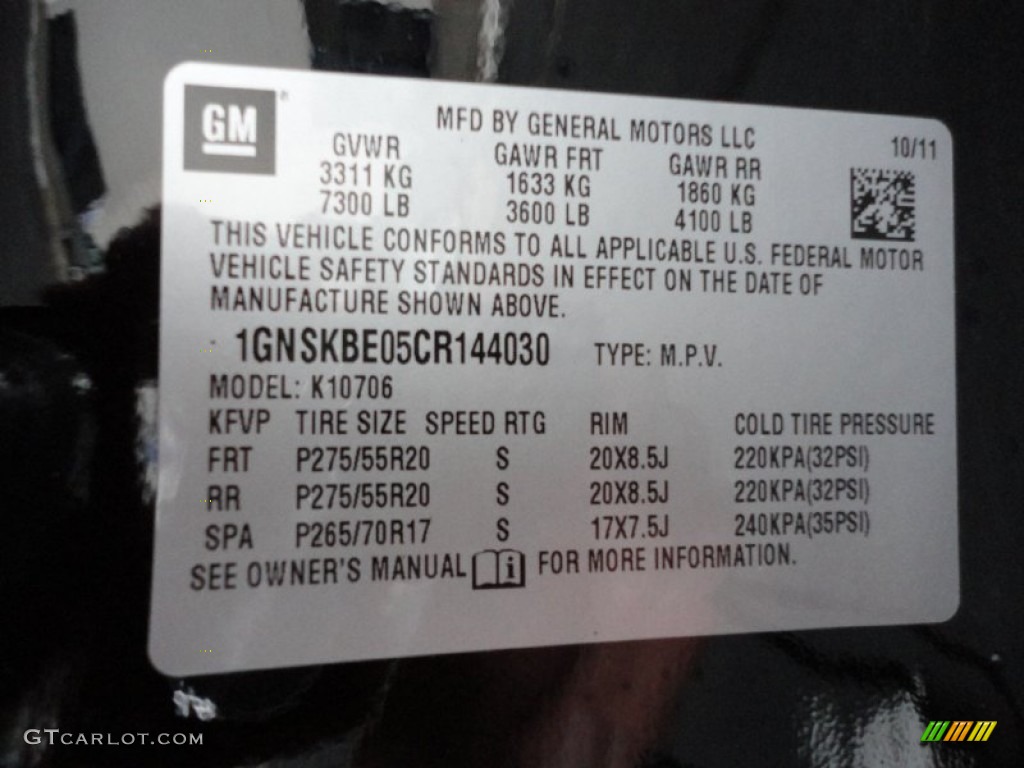 GM®
MFD BY GENERAL MOTORS LLC
10/11
GVWR GAWR FRT GAWR RR
3311 KG 1633 KG 1860 KG
7300 LB 3600 LB 4100 LB
THIS VEHICLE CONFORMS TO ALL APPLICABLE U.S. FEDERAL MOTOR
VEHICLE SAFETY STANDARDS IN EFFECT ON THE DATE OF
MANUFACTURE SHOWN ABOVE.
1GNSKBE05CR144030 TYPE: M.P.V.
MODEL: K10706
KFVP TIRE SIZE SPEED RTG RIM COLD TIRE PRESSURE
FRT P275/55R20 S 20X8.5J 220KPA(32PSI)
RR P275/55R20 S 20X8.5J 220KPA(32PSI)
SPA P265/70R17 S 17X7.5J 240KPA(35PSI)
SEE OWNER'S MANUAL i FOR MORE INFORMATION.
GTCARLOT.COM